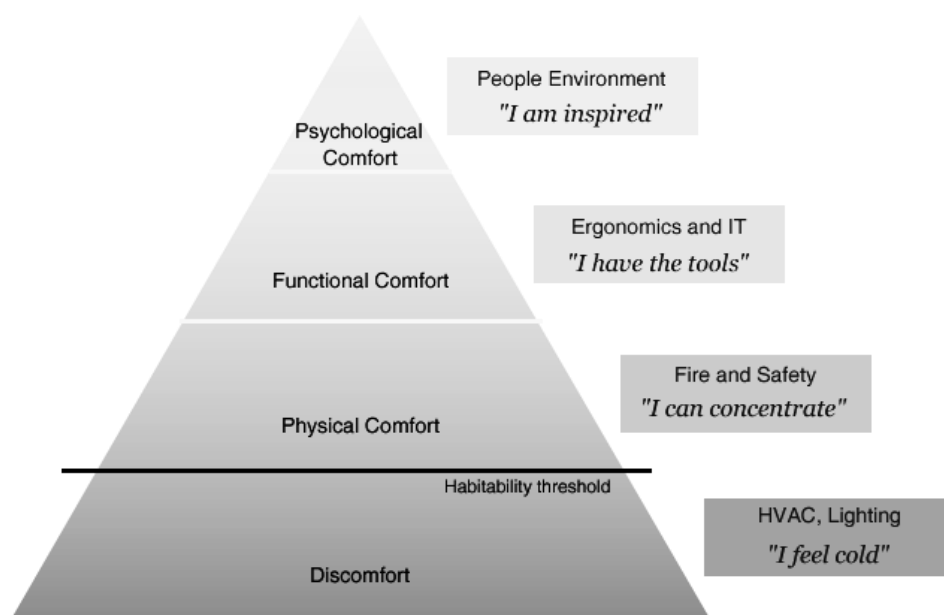 People Environment
"I am inspired"
Psychological
Comfort
Ergonomics and IT
"I have the tools"
Functional Comfort
Fire and Safety
"I can concentrate"
Physical Comfort
Habitability threshold
HVAC, Lighting
"I feel cold"
Discomfort